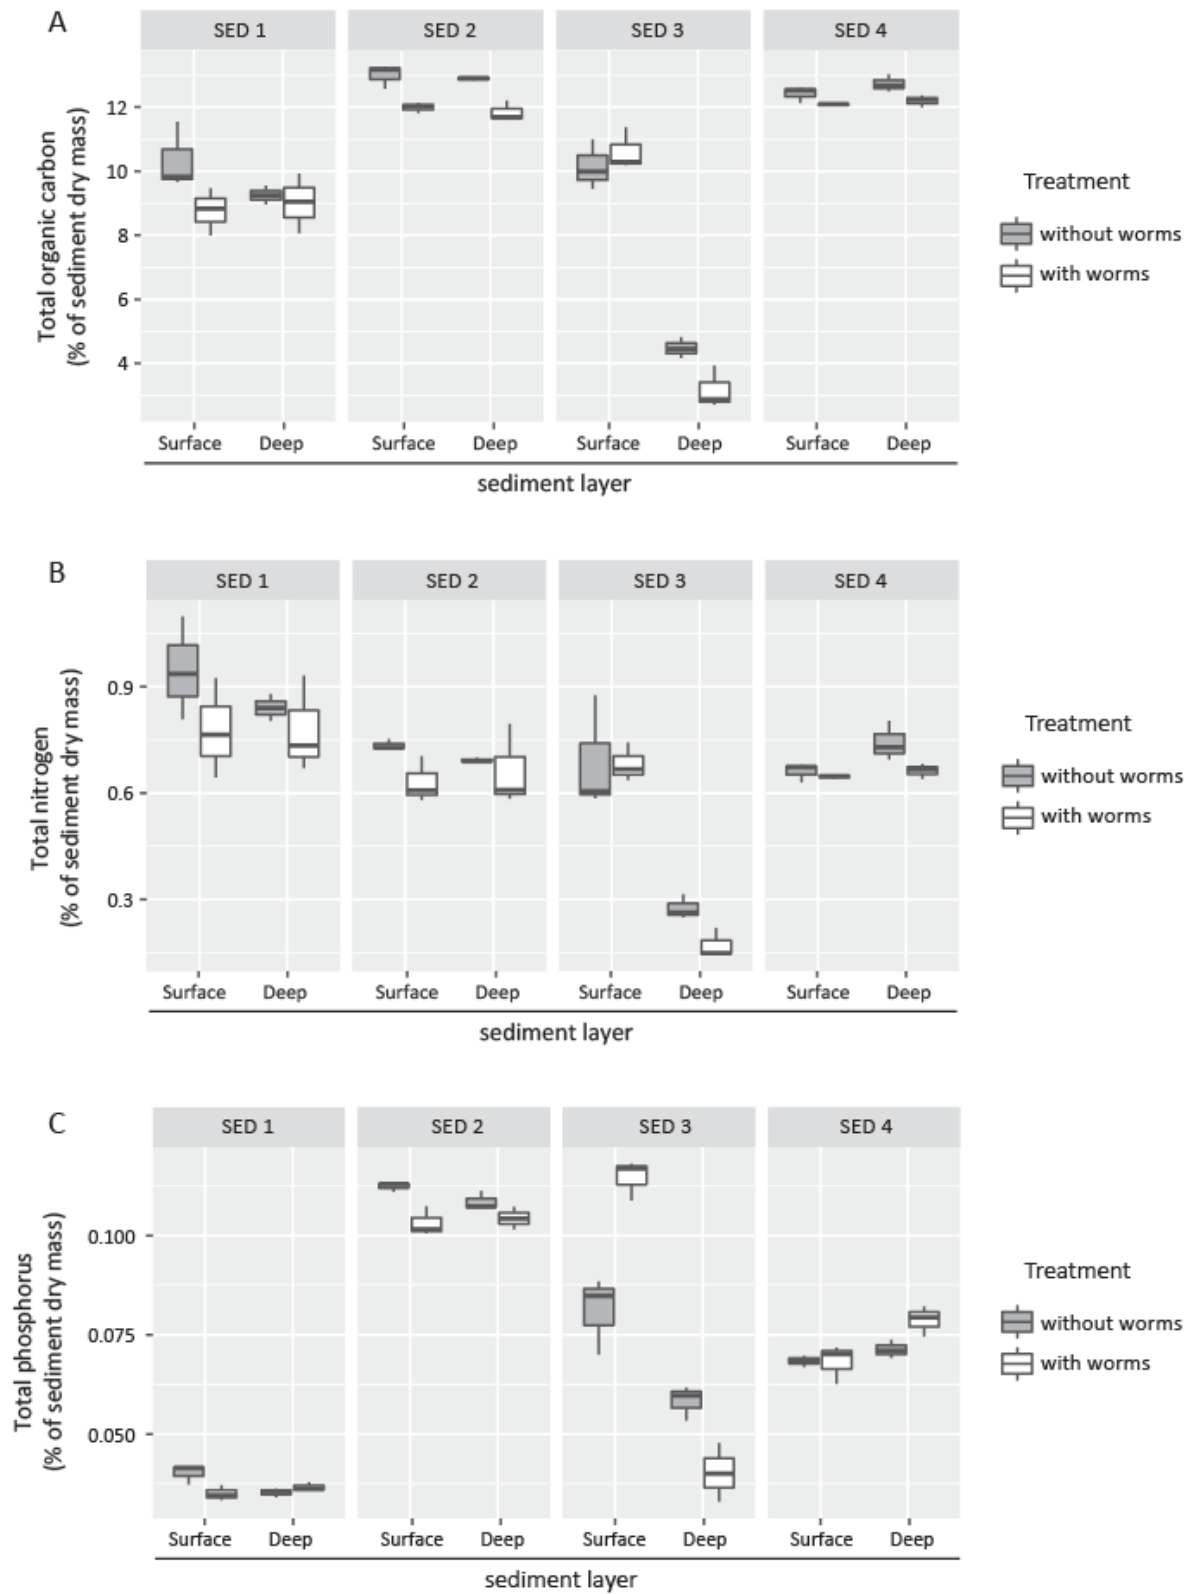 A
SED 1 SED 2 SED 3 SED 4
Total organic carbon
(% of sediment dry mass)
12
10
8
6
4
Surface Deep Surface Deep Surface Deep Surface Deep
sediment layer
Treatment
without worms
with worms
B
SED 1 SED 2 SED 3 SED 4
Total nitrogen
(% of sediment dry mass)
0.9
0.6
0.3
Surface Deep Surface Deep Surface Deep Surface Deep
sediment layer
Treatment
without worms
with worms
C
SED 1 SED 2 SED 3 SED 4
Total phosphorus
(% of sediment dry mass)
0.100
0.075
0.050
Surface Deep Surface Deep Surface Deep Surface Deep
sediment layer
Treatment
without worms
with worms